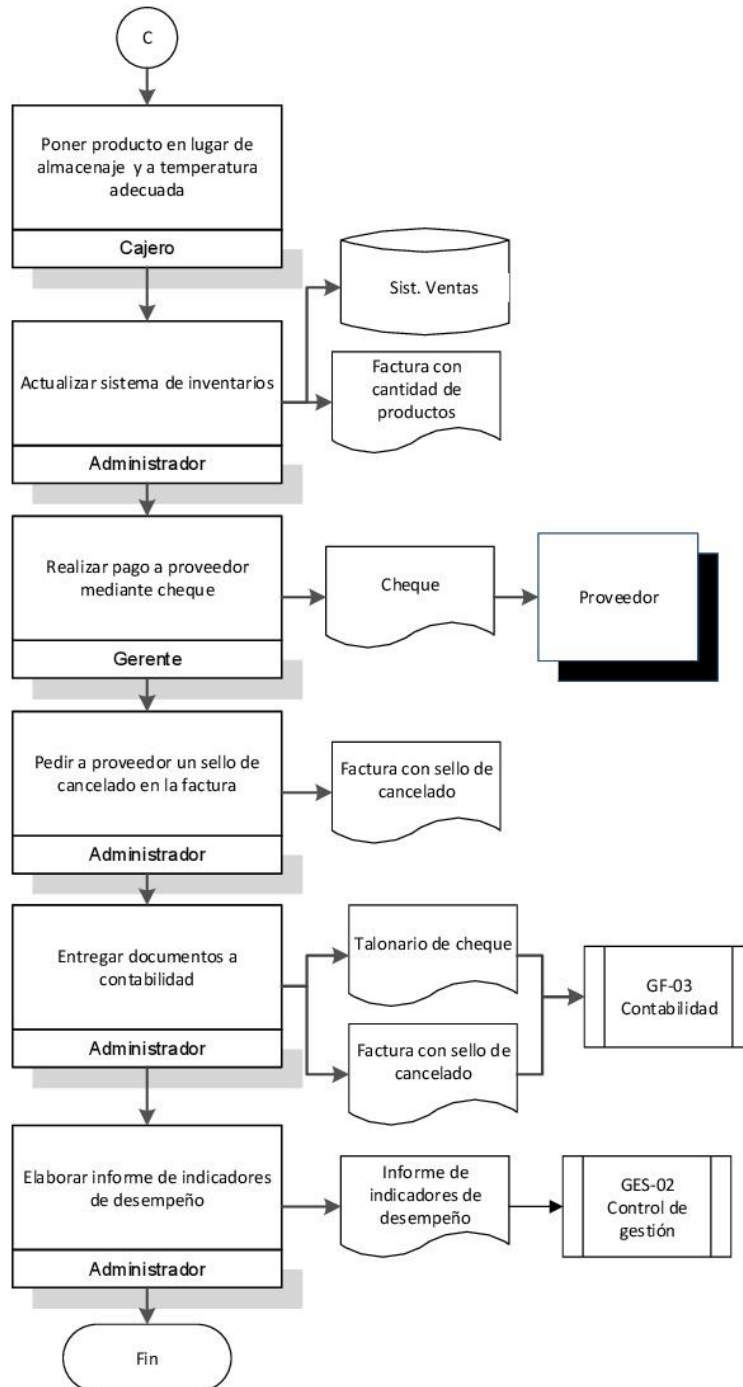 C
Poner producto en lugar de
almacenaje y a temperatura
adecuada
Cajero
Sist. Ventas
Actualizar sistema de inventarios
Factura con
cantidad de
productos
Administrador
Realizar pago a proveedor
mediante cheque
Cheque
Proveedor
Gerente
Pedir a proveedor un sello de
cancelado en la factura
Factura con sello de
cancelado
Administrador
Entregar documentos a
contabilidad
Talonario de cheque
Factura con sello de
cancelado
GF-03
Contabilidad
Administrador
Elaborar informe de indicadores
de desempeño
Informe de
indicadores de
desempeño
GES-02
Control de
gestión
Administrador
Fin